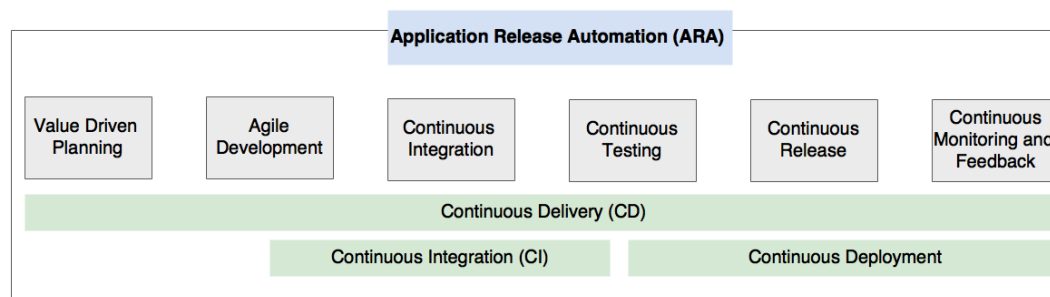 Application Release Automation (ARA)
Value Driven
Planning
Agile
Development
Continuous
Integration
Continuous
Testing
Continuous
Release
Continuous
Monitoring and
Feedback
Continuous Delivery (CD)
Continuous Integration (CI)
Continuous Deployment